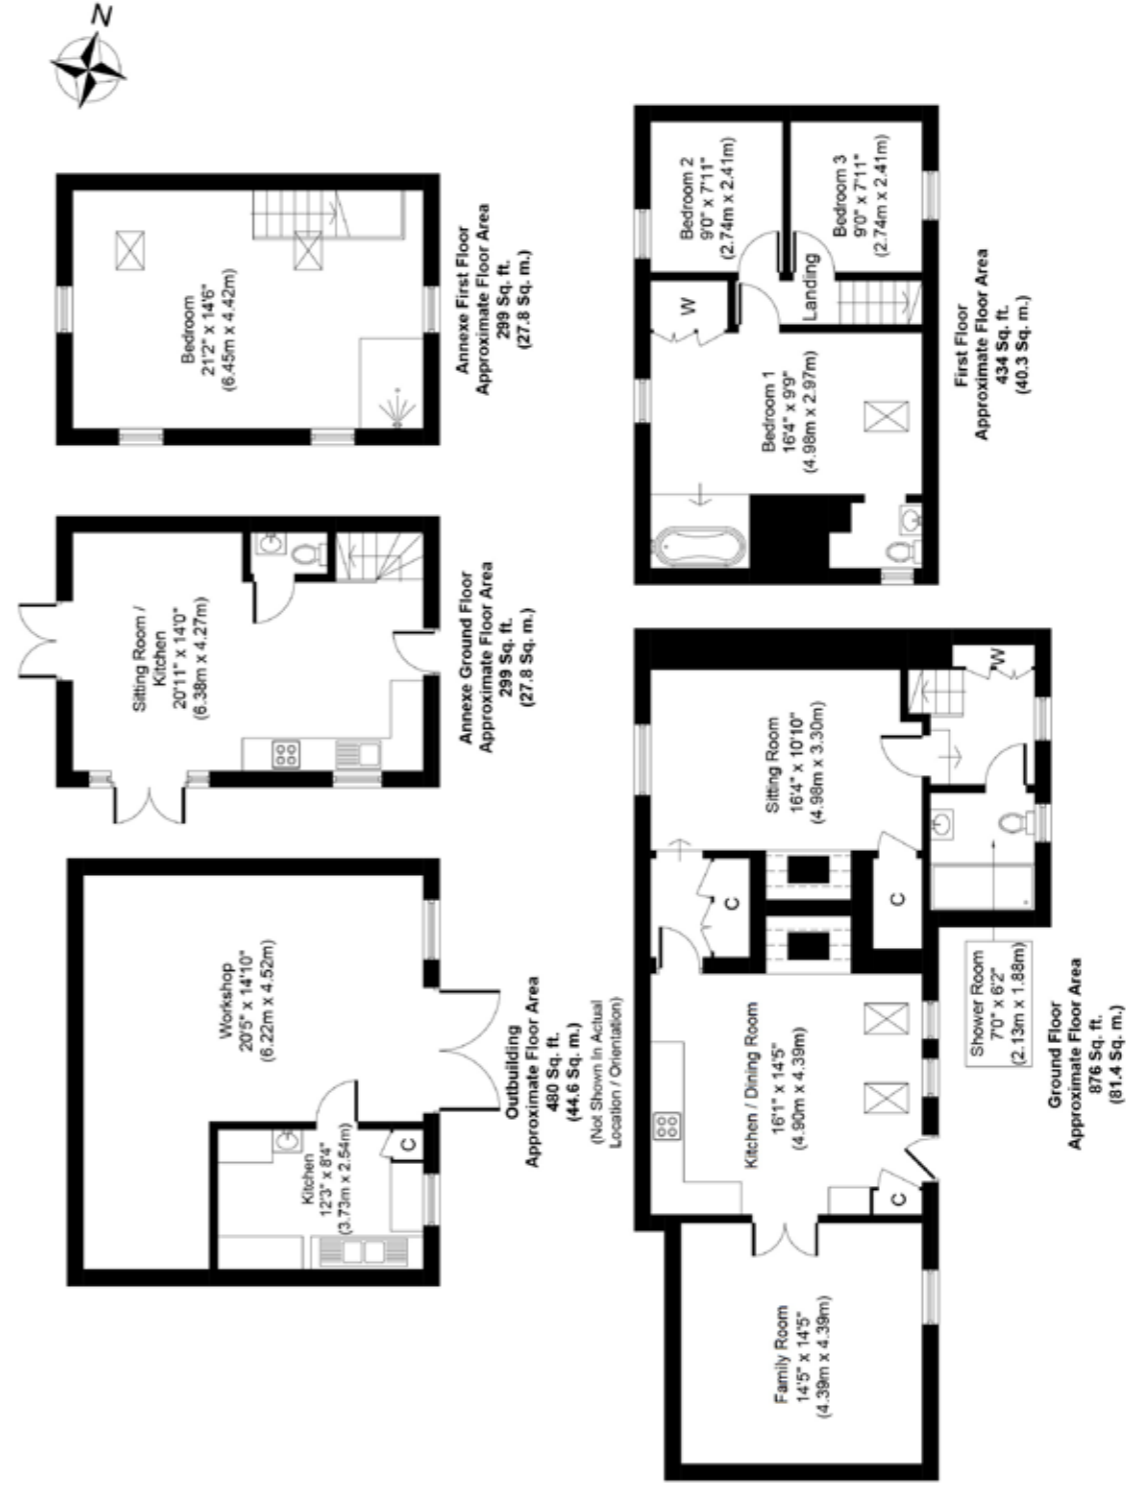 N
Bedroom
21'2" x 14'6"
(6.45m x 4.42m)
Annexe First Floor
Approximate Floor Area
299 Sq. ft.
(27.8 Sq. m.)
Sitting Room /
Kitchen
20'11" x 14'0"
(6.38m x 4.27m)
Annexe Ground Floor
Approximate Floor Area
299 Sq. ft.
(27.8 Sq. m.)
Workshop
20'5" x 14'10"
(6.22m x 4.52m)
Kitchen
12'3" x 8'4"
(3.73m x 2.54m)
C
Outbuilding
Approximate Floor Area
480 Sq. ft.
(44.6 Sq. m.)
(Not Shown In Actual
Location / Orientation)
Bedroom 2
9'0" x 7'11"
(2.74m x 2.41m)
Bedroom 3
9'0" x 7'11"
(2.74m x 2.41m)
W
Landing
Bedroom 1
16'4" x 9'9"
(4.98m x 2.97m)
First Floor
Approximate Floor Area
434 Sq. ft.
(40.3 Sq. m.)
Sitting Room
16'4" x 10'10"
(4.98m x 3.30m)
W
C
C
Shower Room
7'0" x 6'2"
(2.13m x 1.88m)
Kitchen / Dining Room
16'1" x 14'5"
(4.90m x 4.39m)
C
Family Room
14'5" x 14'5"
(4.39m x 4.39m)
Ground Floor
Approximate Floor Area
876 Sq. ft.
(81.4 Sq. m.)